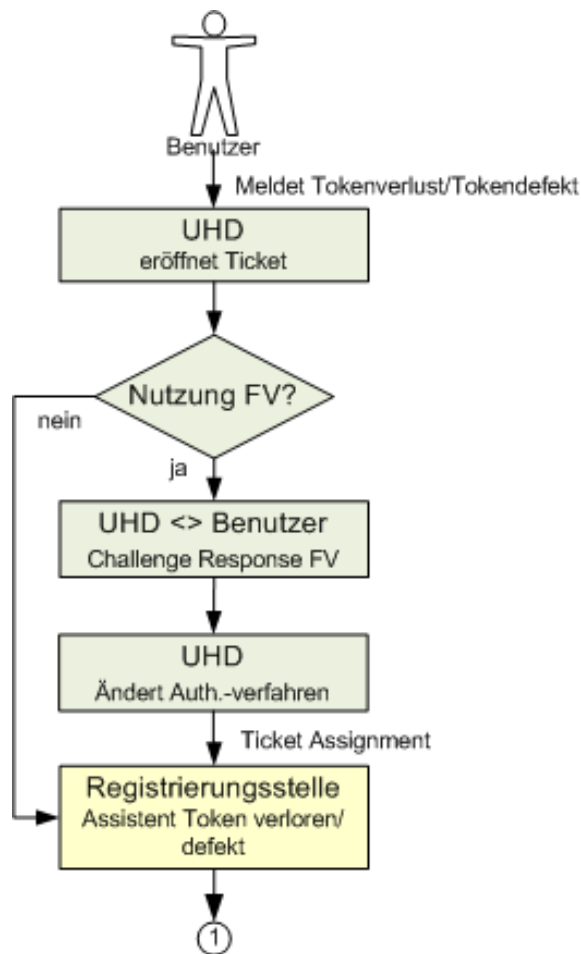 Benutzer
Meldet Tokenverlust/Tokendefekt
UHD
eröffnet Ticket
Nutzung FV?
nein
ja
UHD <> Benutzer
Challenge Response FV
UHD
Ändert Auth.-verfahren
Ticket Assignment
Registrierungsstelle
Assistent Token verloren/
defekt
1